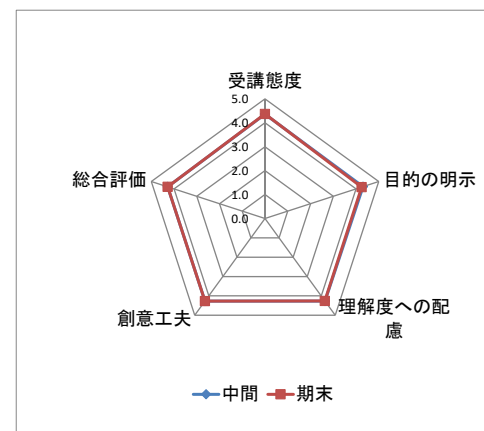 受講態度
5.0
4.0
3.0
2.0
1.0
0.0
目的の明示
理解度への配
慮
創意工夫
総合評価
中間 期末